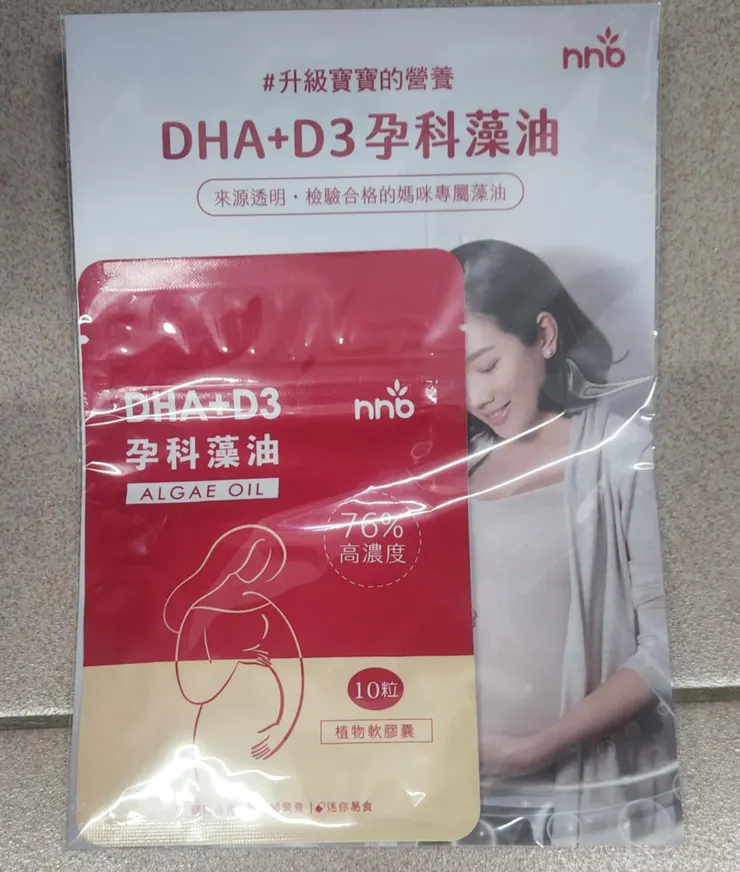 nnb
#升級寶寶的營養
DHA+D3孕科藻油
來源透明・檢驗合格的媽咪專屬藻油
DHA+D3
nnb
孕科藻油
ALGAE OIL
76%
高濃度
10粒
植物軟膠囊
營養 | 迷你易食